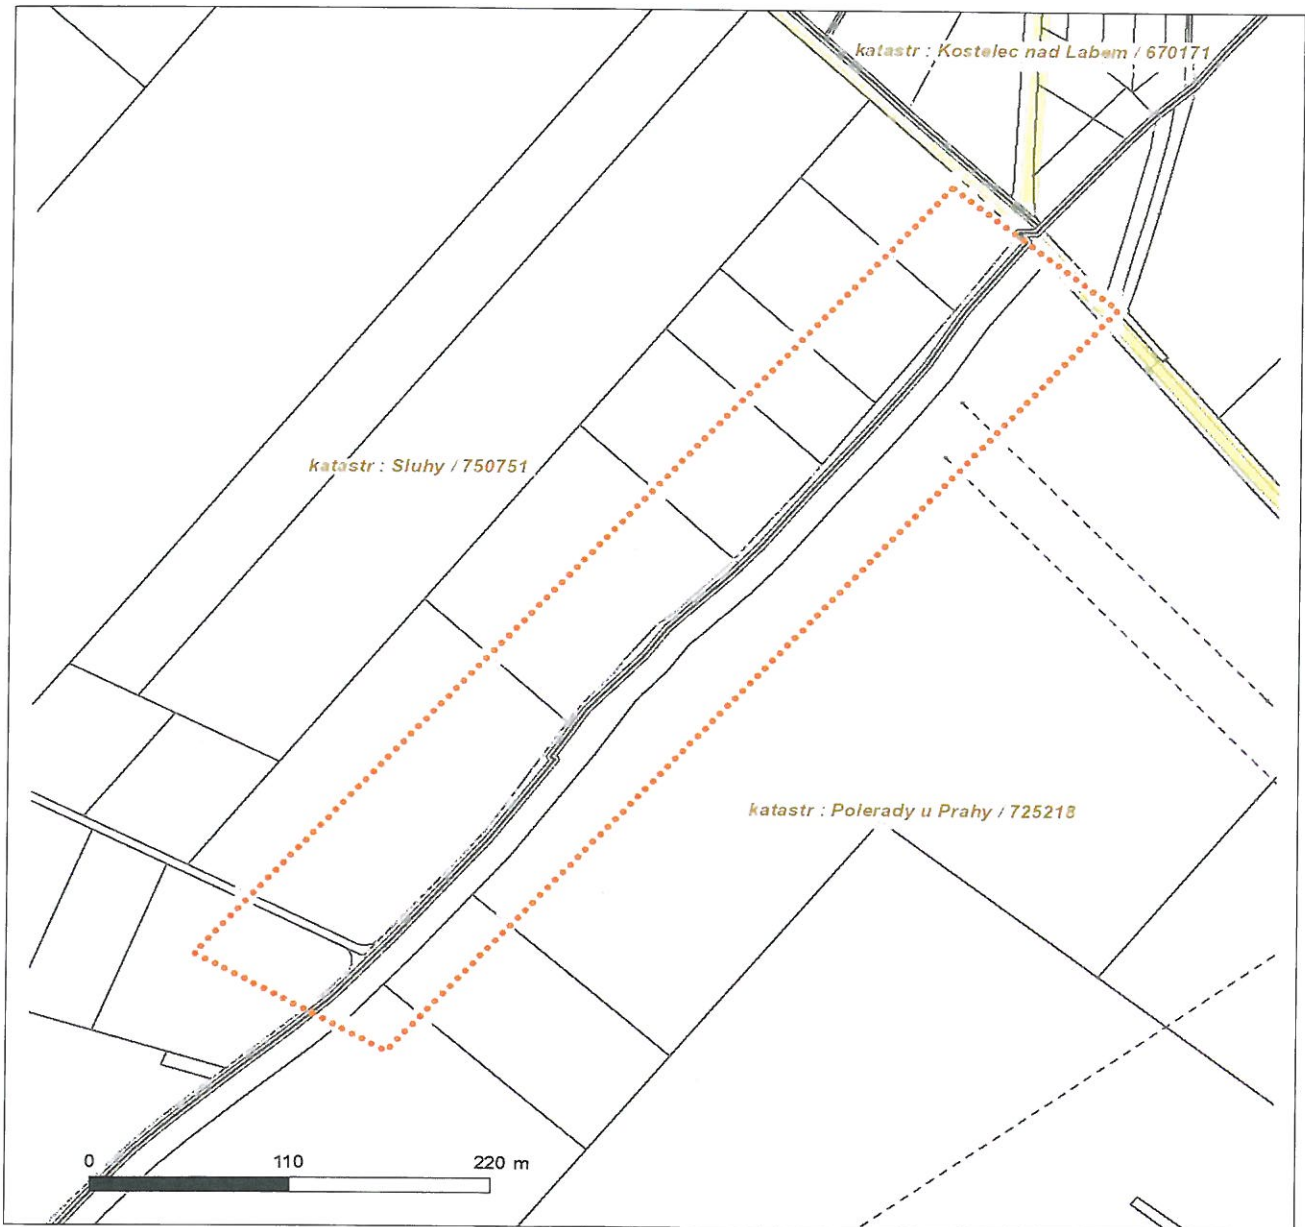 katastr : Kostelec nad Labem / 670171
katastr : Sluhy / 750751
katastr : Polerady u Prahy / 725218
0 110 220 m